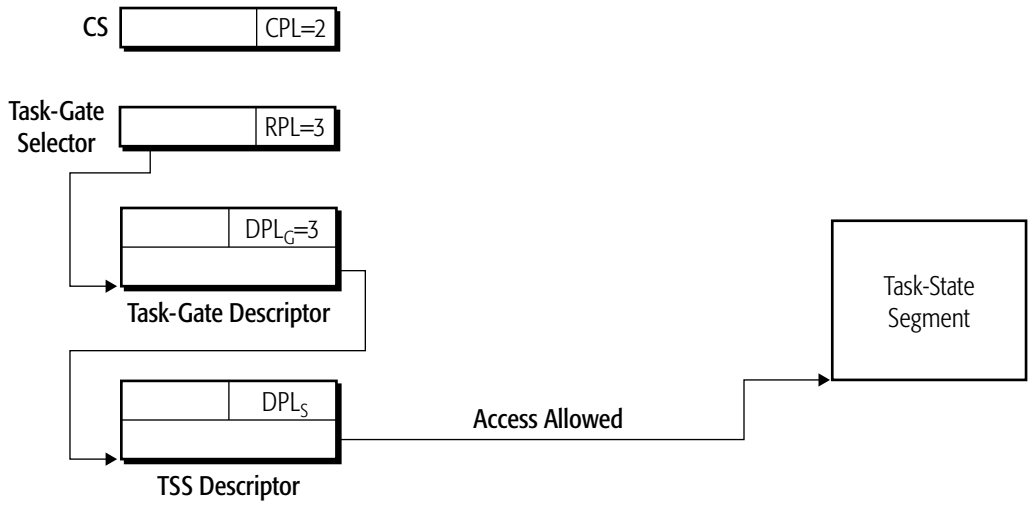 CS
CPL=2
Task-Gate
Selector
RPL=3
DPL_G=3
Task-Gate Descriptor
Task-State
Segment
DPL_S
Access Allowed
TSS Descriptor